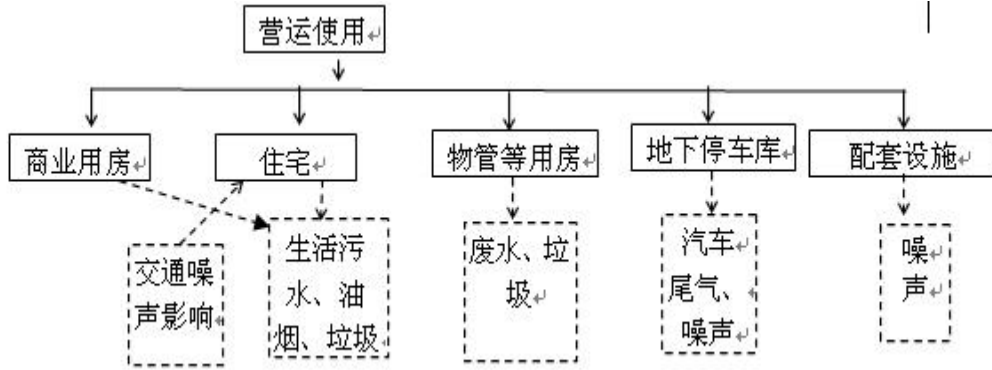 营运使用
商业用房
住宅
物管等用房
地下停车库
配套设施
交通噪
声影响
生活污
水、油
烟、垃圾
废水、垃
圾
汽车
尾气、
噪声
噪
声